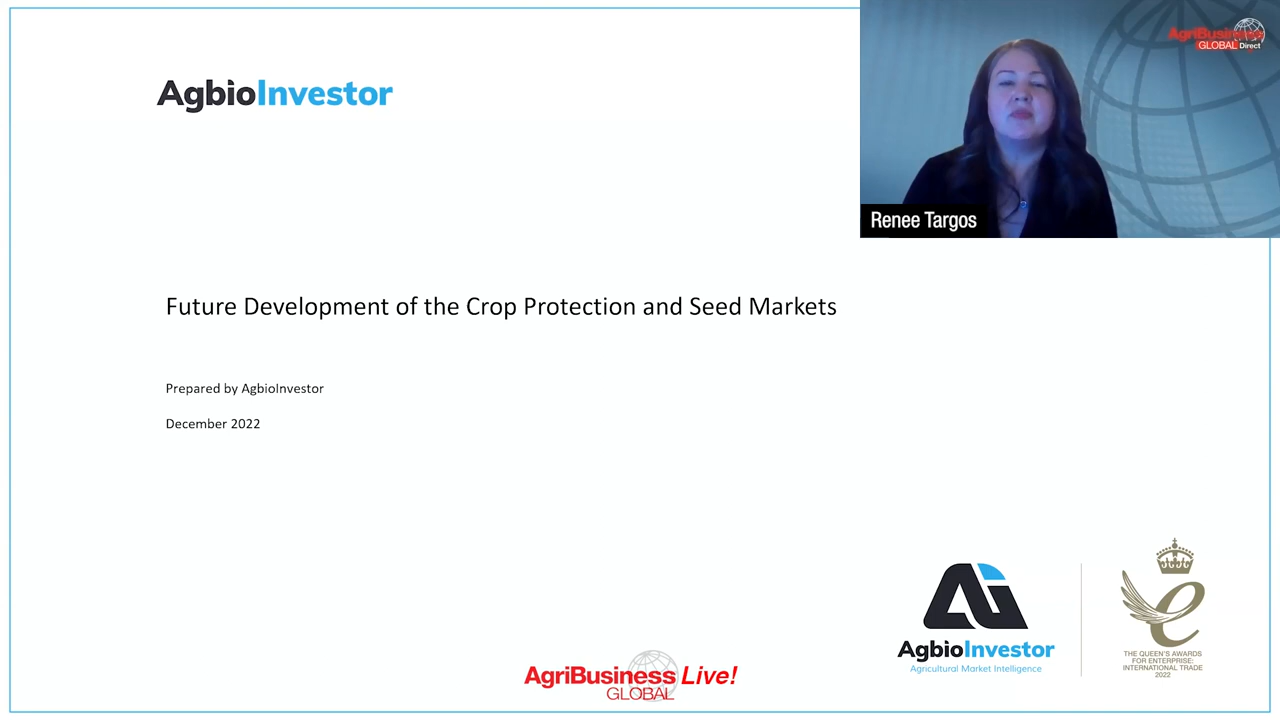 AgbioInvestor
AgriBusiness
GLOBAL Direct
Renee Targos
Future Development of the Crop Protection and Seed Markets
Prepared by AgbioInvestor
December 2022
AgbioInvestor
Agricultural Market Intelligence
THE QUEEN'S AWARDS
FOR ENTERPRISE:
INTERNATIONAL TRADE
2022
AgriBusiness Live!
GLOBAL